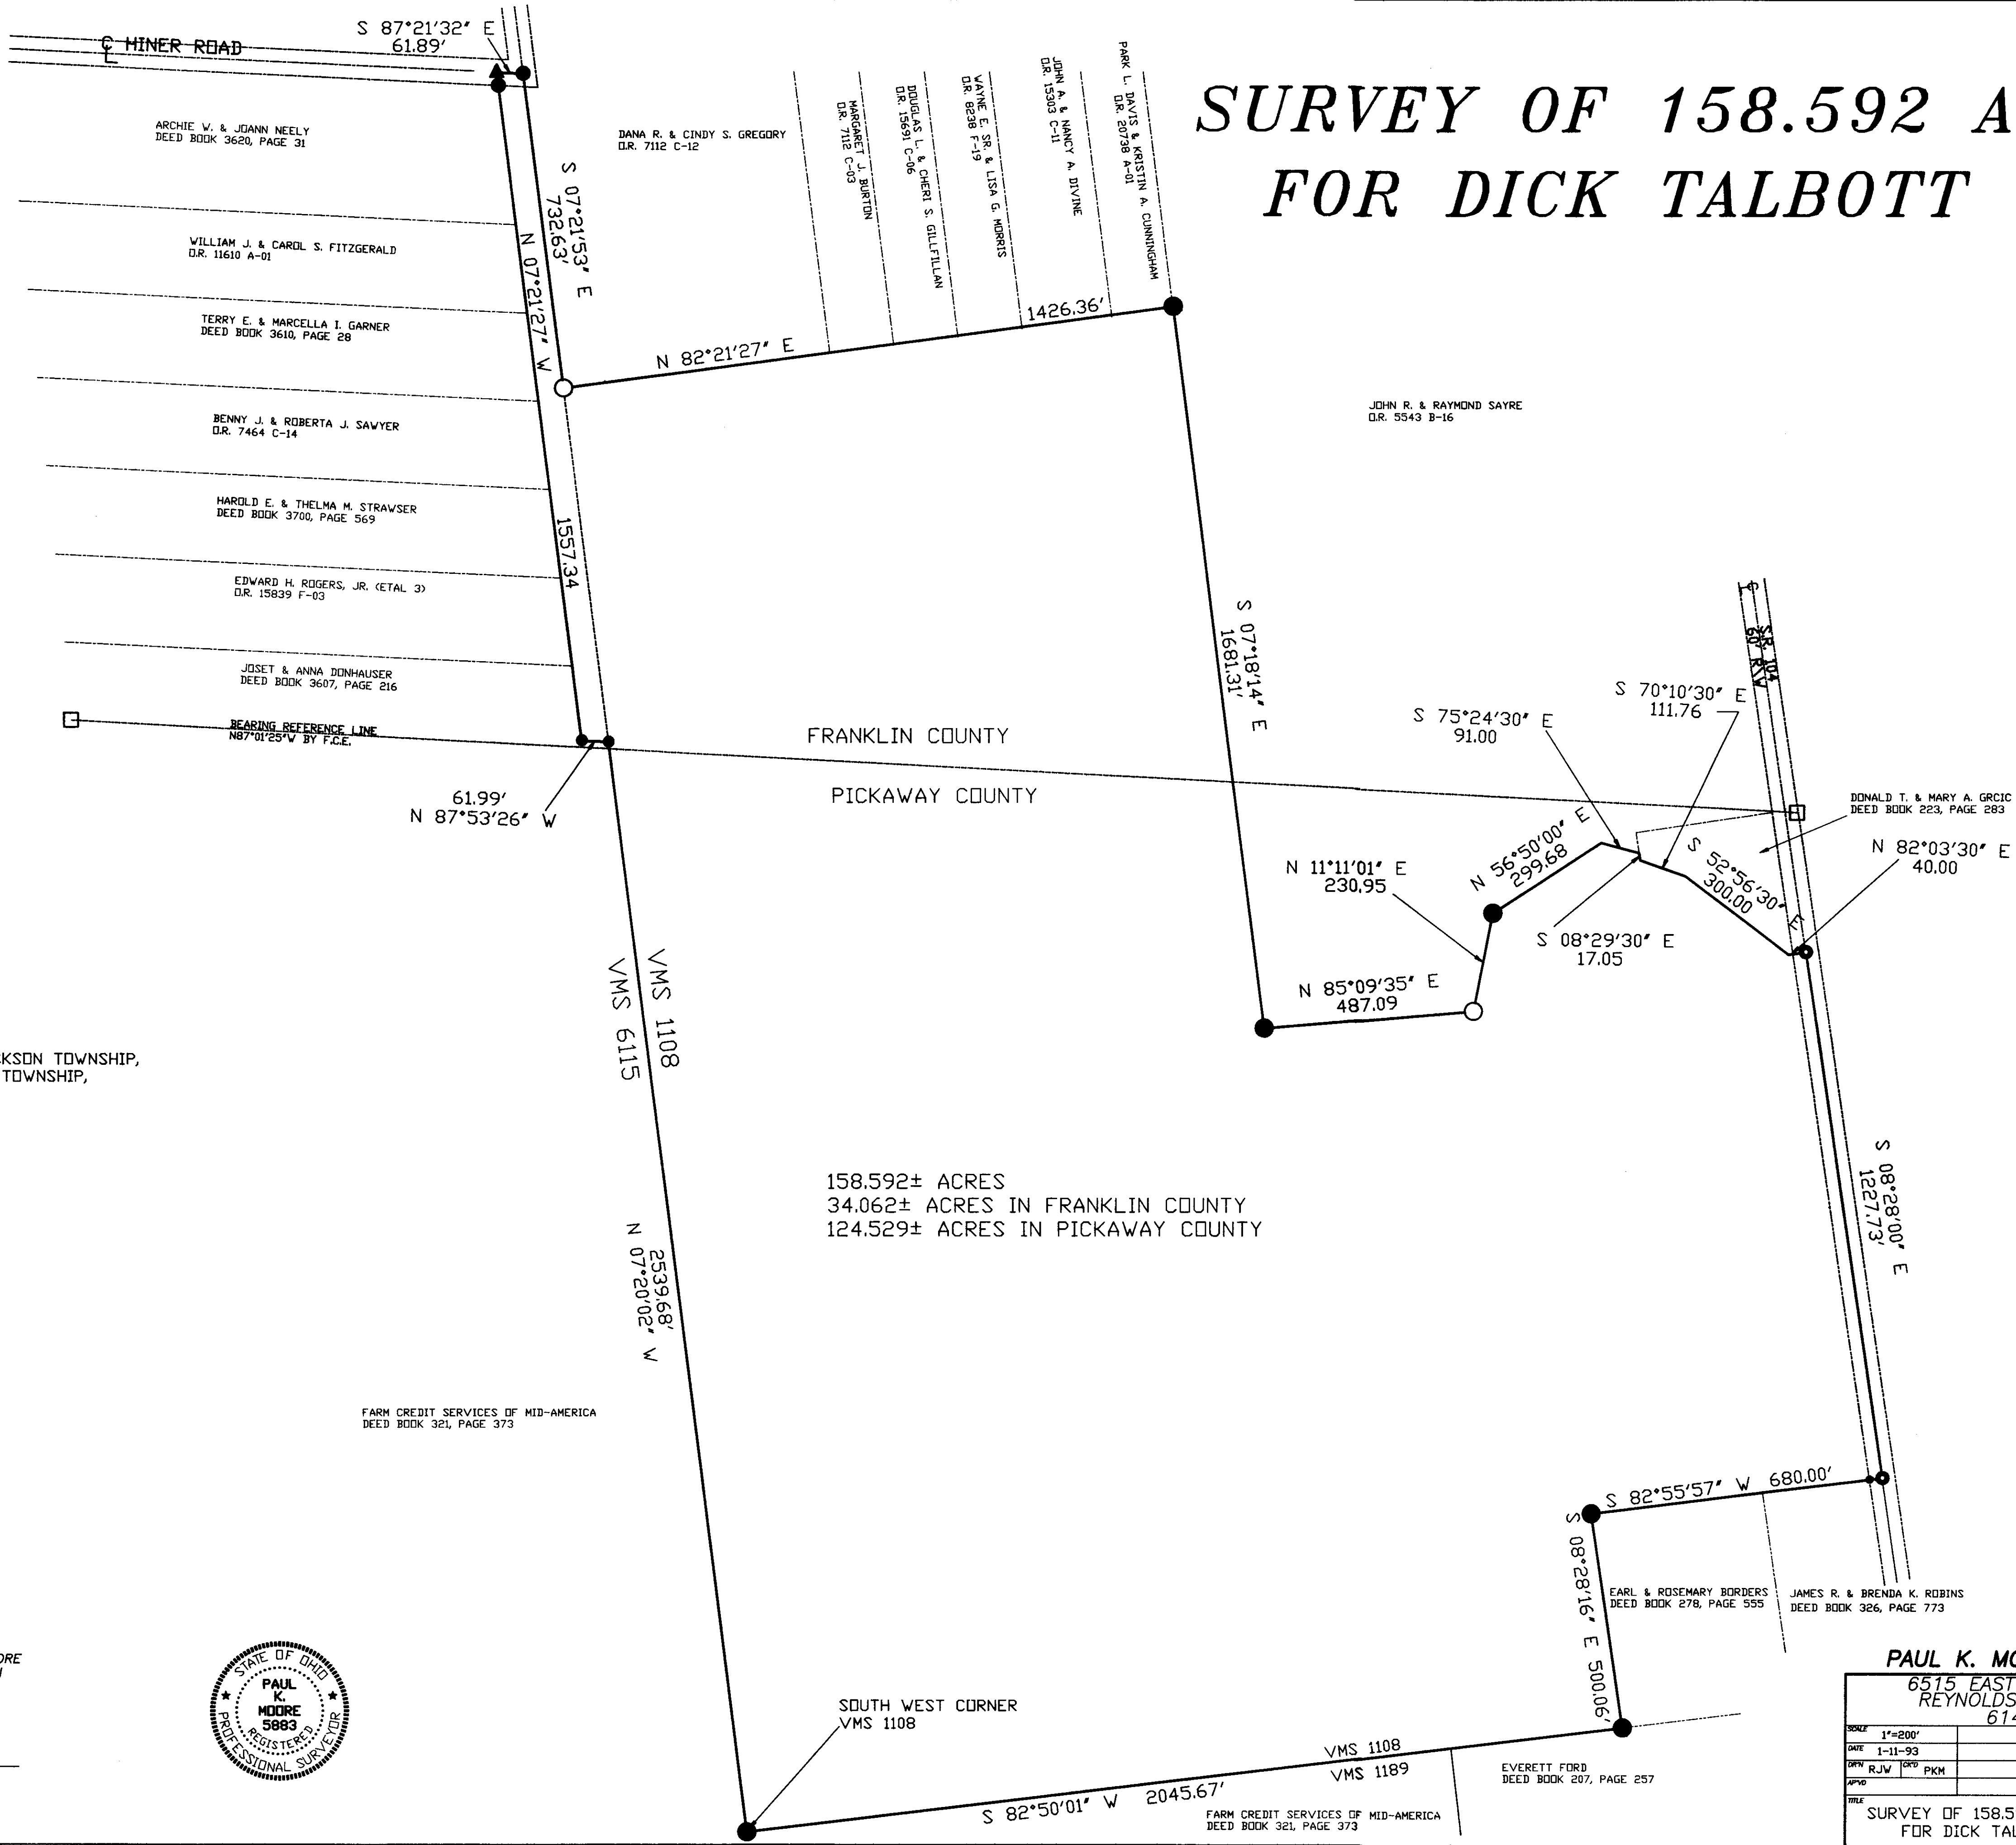 SURVEY OF 158.592 A
FOR DICK TALBOTT
S 87°21'32" E
61.89'
HINER ROAD
ARCHIE W. & JOANN NEELY
DEED BOOK 3620, PAGE 31
WILLIAM J. & CAROL S. FITZGERALD
O.R. 11610 A-01
TERRY E. & MARCELLA I. GARNER
DEED BOOK 3610, PAGE 28
BENNY J. & ROBERTA J. SAWYER
O.R. 7464 C-14
HAROLD E. & THELMA M. STRAWSER
DEED BOOK 3700, PAGE 569
EDWARD H. ROGERS, JR. (ETAL 3)
O.R. 15839 F-03
JOSET & ANNA DONHAUSER
DEED BOOK 3607, PAGE 216
BEARING REFERENCE LINE
N87°01'25"W BY F.C.E.
S 07°21'53" E
732.63'
N 07°21'27" W
1557.34
DANA R. & CINDY S. GREGORY
O.R. 7112 C-12
MARGARET J. BURTON
O.R. 7112 C-03
DOUGLAS L. & CHERI S. GILLFILLAN
O.R. 15691 C-06
WAYNE E. SR. & LISA G. MORRIS
O.R. 8238 F-19
JOHN A. & NANCY A. DIVINE
O.R. 15303 C-11
PARK L. DAVIS & KRISTIN A. CUNNINGHAM
O.R. 20738 A-01
N 82°21'27" E
1426.36'
JOHN R. & RAYMOND SAYRE
O.R. 5543 B-16
S 07°18'14" E
1681.31'
FRANKLIN COUNTY
PICKAWAY COUNTY
61.99'
N 87°53'26" W
S.R. 104
60' R/W
S 70°10'30" E
111.76
S 75°24'30" E
91.00
DONALD T. & MARY A. GRCIC
DEED BOOK 223, PAGE 283
N 82°03'30" E
40.00
N 56°50'00" E
299.68
S 52°56'30" E
300.00
N 11°11'01" E
230.95
S 08°29'30" E
17.05
N 85°09'35" E
487.09
VMS 1108
VMS 6115
KSON TOWNSHIP,
TOWNSHIP,
158.592± ACRES
34.062± ACRES IN FRANKLIN COUNTY
124.529± ACRES IN PICKAWAY COUNTY
S 08°28'00" E
1227.73'
2539.68'
N 07°20'02" W
FARM CREDIT SERVICES OF MID-AMERICA
DEED BOOK 321, PAGE 373
S 82°55'57" W 680.00'
S 08°28'16" E 500.06'
EARL & ROSEMARY BORDERS
DEED BOOK 278, PAGE 555
JAMES R. & BRENDA K. ROBINS
DEED BOOK 326, PAGE 773
ORE
STATE OF OHIO
PAUL
K.
MOORE
5883
REGISTERED
PROFESSIONAL SURVEYOR
SOUTH WEST CORNER
VMS 1108
VMS 1108
VMS 1189
S 82°50'01" W 2045.67'
EVERETT FORD
DEED BOOK 207, PAGE 257
FARM CREDIT SERVICES OF MID-AMERICA
DEED BOOK 321, PAGE 373
PAUL K. MO
6515 EAST
REYNOLDS
614
SCALE 1"=200'
DATE 1-11-93
DR'N RJW CK'D PKM
APVD
TITLE
SURVEY OF 158.5
FOR DICK TAL